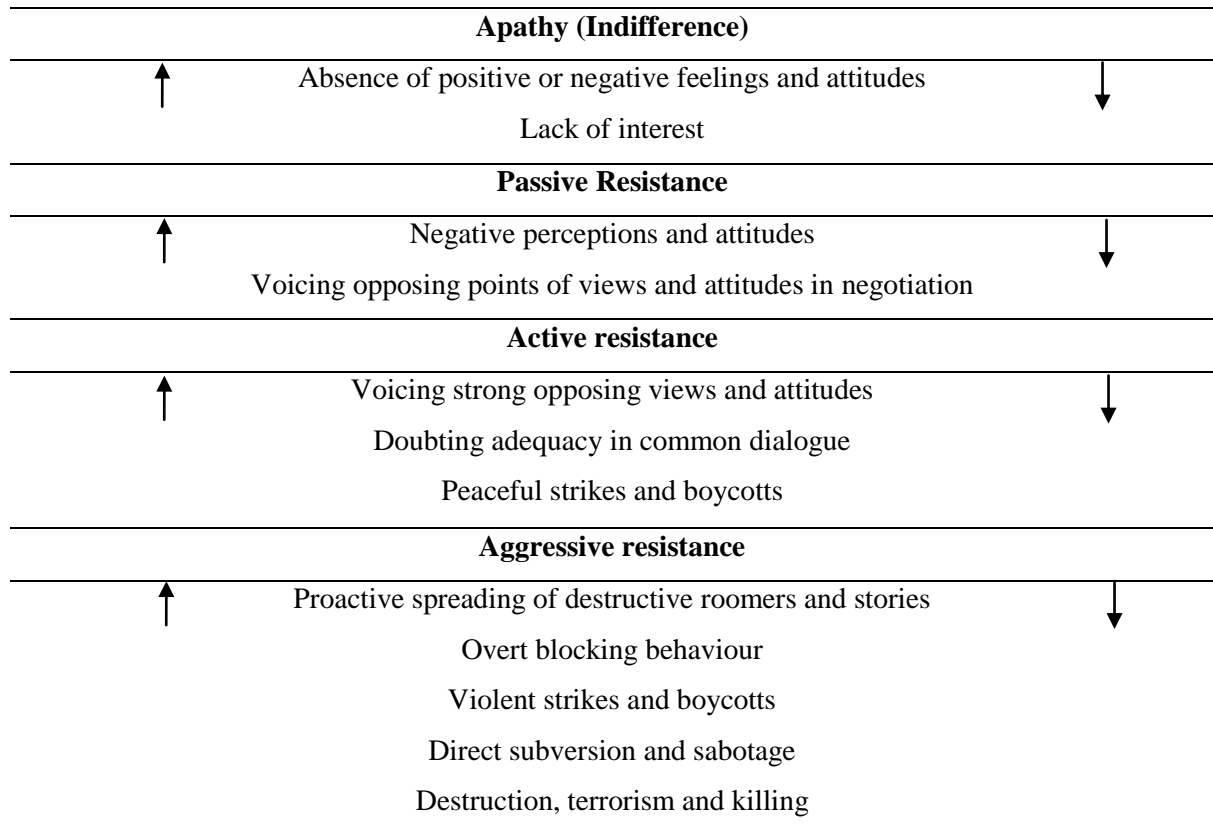 Apathy (Indifference)
Absence of positive or negative feelings and attitudes
Lack of interest
Passive Resistance
Negative perceptions and attitudes
Voicing opposing points of views and attitudes in negotiation
Active resistance
Voicing strong opposing views and attitudes
Doubting adequacy in common dialogue
Peaceful strikes and boycotts
Aggressive resistance
Proactive spreading of destructive roomers and stories
Overt blocking behaviour
Violent strikes and boycotts
Direct subversion and sabotage
Destruction, terrorism and killing